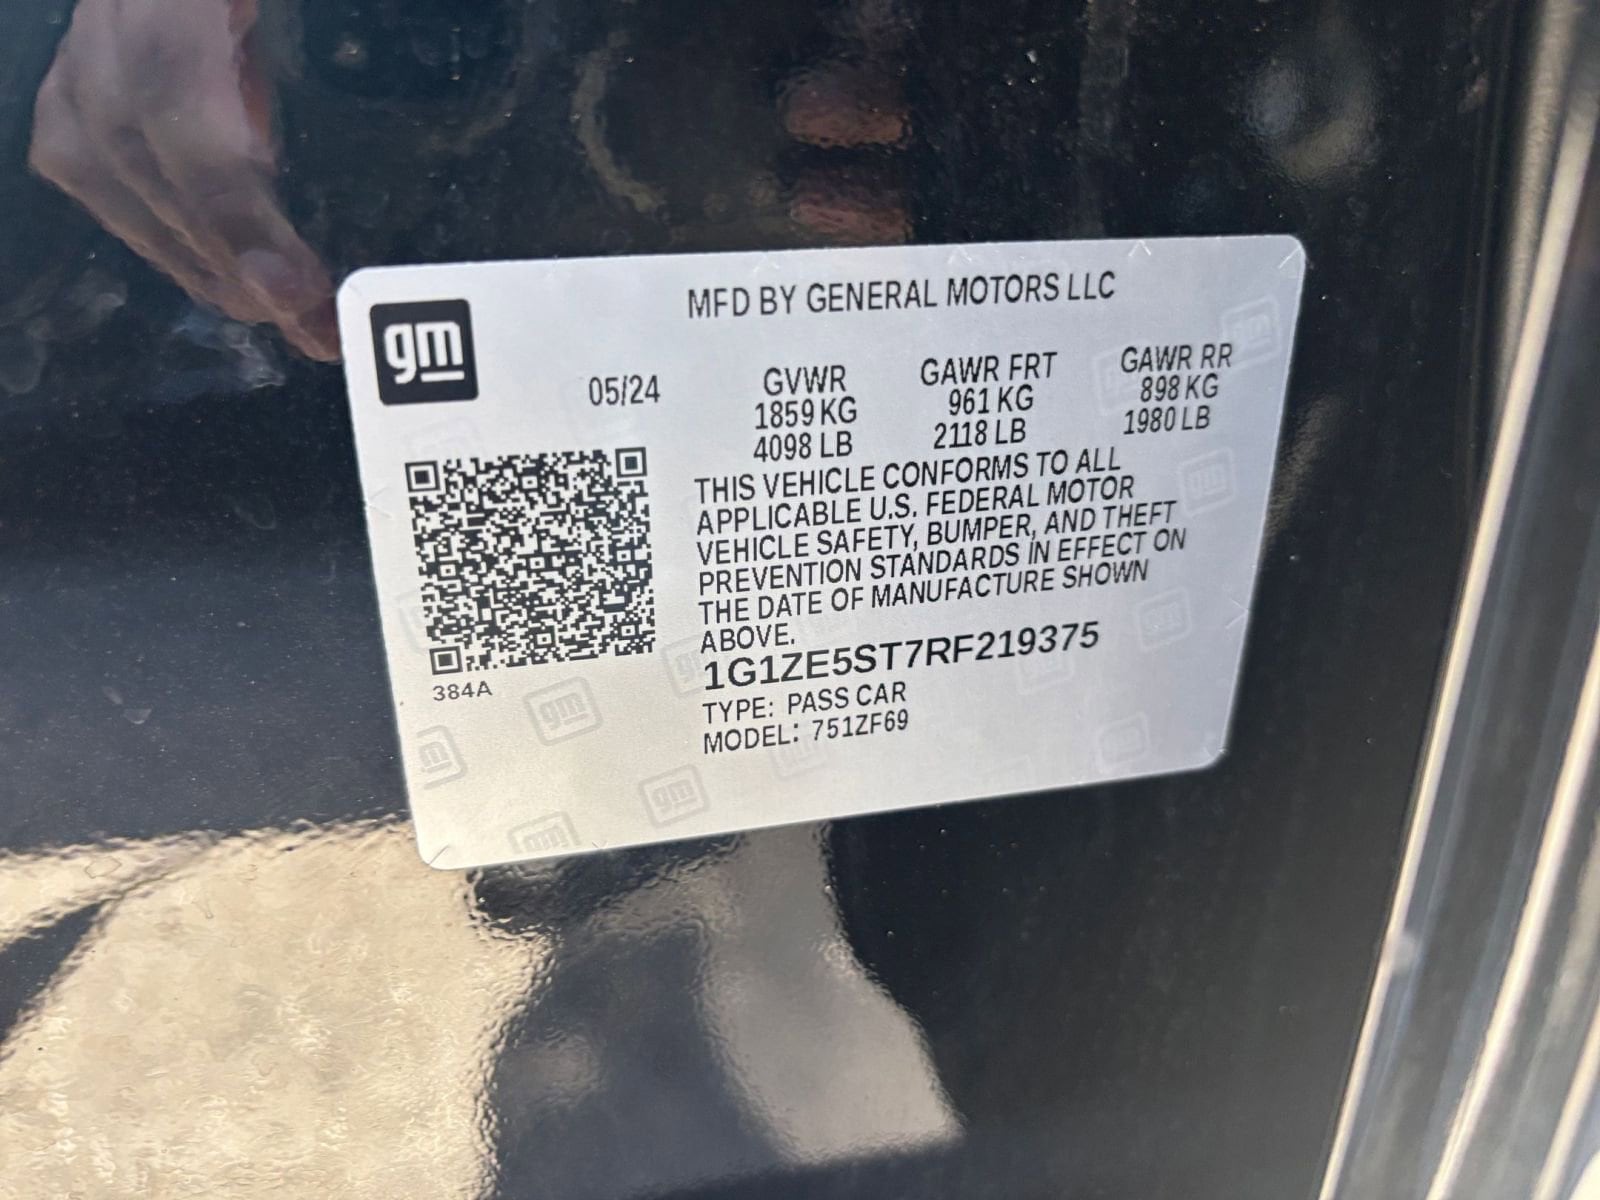 MFD BY GENERAL MOTORS LLC
gm
05/24
GVWR
1859 KG
4098 LB
GAWR FRT
961 KG
2118 LB
GAWR RR
898 KG
1980 LB
THIS VEHICLE CONFORMS TO ALL
APPLICABLE U.S. FEDERAL MOTOR
VEHICLE SAFETY, BUMPER, AND THEFT
PREVENTION STANDARDS IN EFFECT ON
THE DATE OF MANUFACTURE SHOWN
ABOVE.
1G1ZE5ST7RF219375
TYPE: PASS CAR
MODEL: 751ZF69
384A